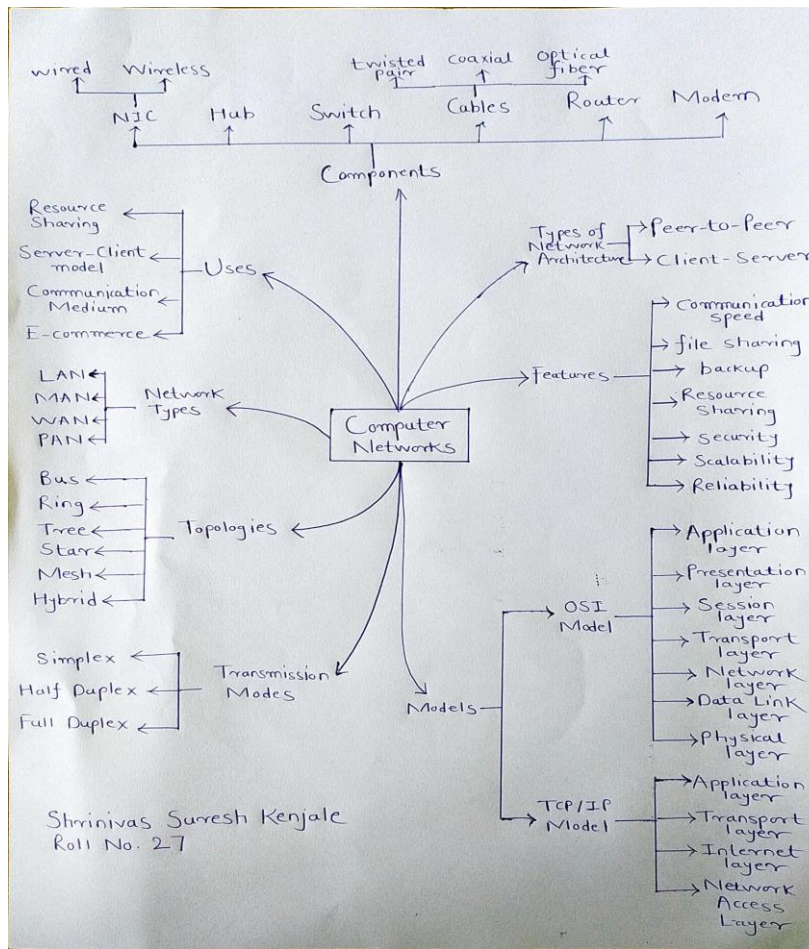 wired
Wireless
twisted
pair
coaxial
optical
fiber
NIC
Hub
Switch
Cables
Router
Modem
Components
Resource
Sharing
Server-Client
model
Communication
Medium
E-commerce
Uses
Types of
Network
Architecture
Peer-to-Peer
Client-Server
Features
Communication
speed
file sharing
backup
Resource
Sharing
Security
Scalability
Reliability
LAN
MAN
WAN
PAN
Network
Types
Computer
Networks
Bus
Ring
Tree
Star
Mesh
Hybrid
Topologies
Simplex
Half Duplex
Full Duplex
Transmission
Modes
Models
OSI
Model
Application
layer
Presentation
layer
Session
layer
Transport
layer
Network
layer
Data Link
layer
Physical
layer
TCP/IP
Model
Application
layer
Transport
layer
Internet
layer
Network
Access
Layer
Shrinivas Suresh Kenjale
Roll No. 27